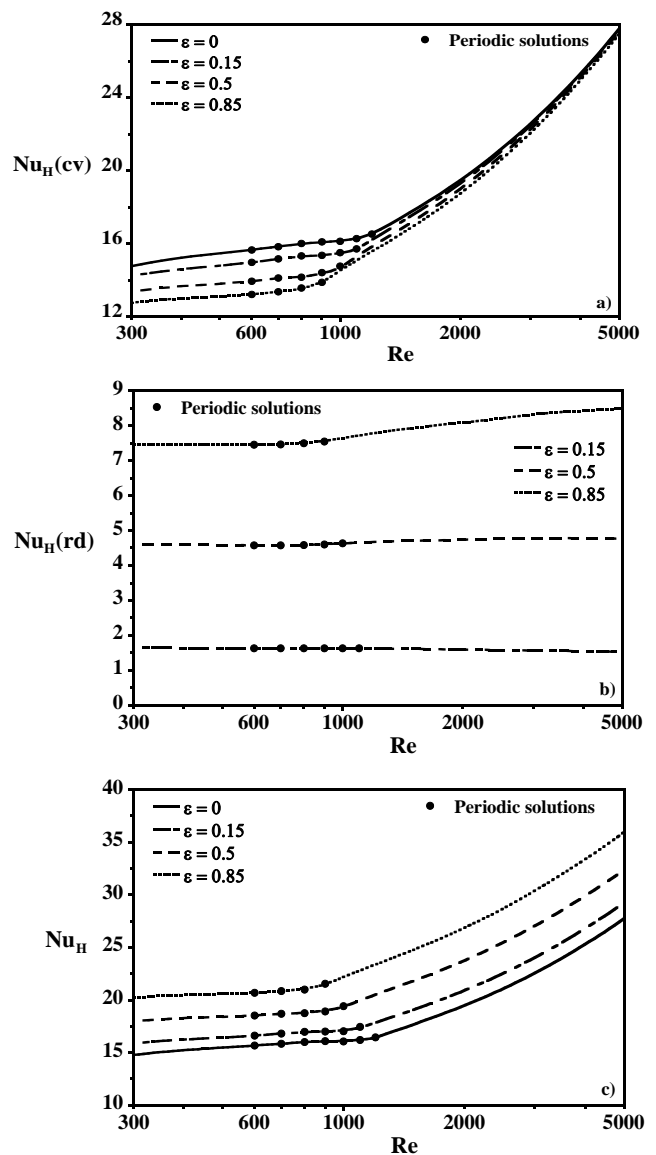 28
24
20
16
12
Nu_H(cv)
ε = 0
ε = 0.15
ε = 0.5
ε = 0.85
Periodic solutions
a)
300 600 1000 2000 5000
Re
9
8
7
6
5
4
3
2
1
0
Nu_H(rd)
Periodic solutions
ε = 0.15
ε = 0.5
ε = 0.85
b)
300 600 1000 2000 5000
Re
40
35
30
25
20
15
10
Nu_H
ε = 0
ε = 0.15
ε = 0.5
ε = 0.85
Periodic solutions
c)
300 600 1000 2000 5000
Re